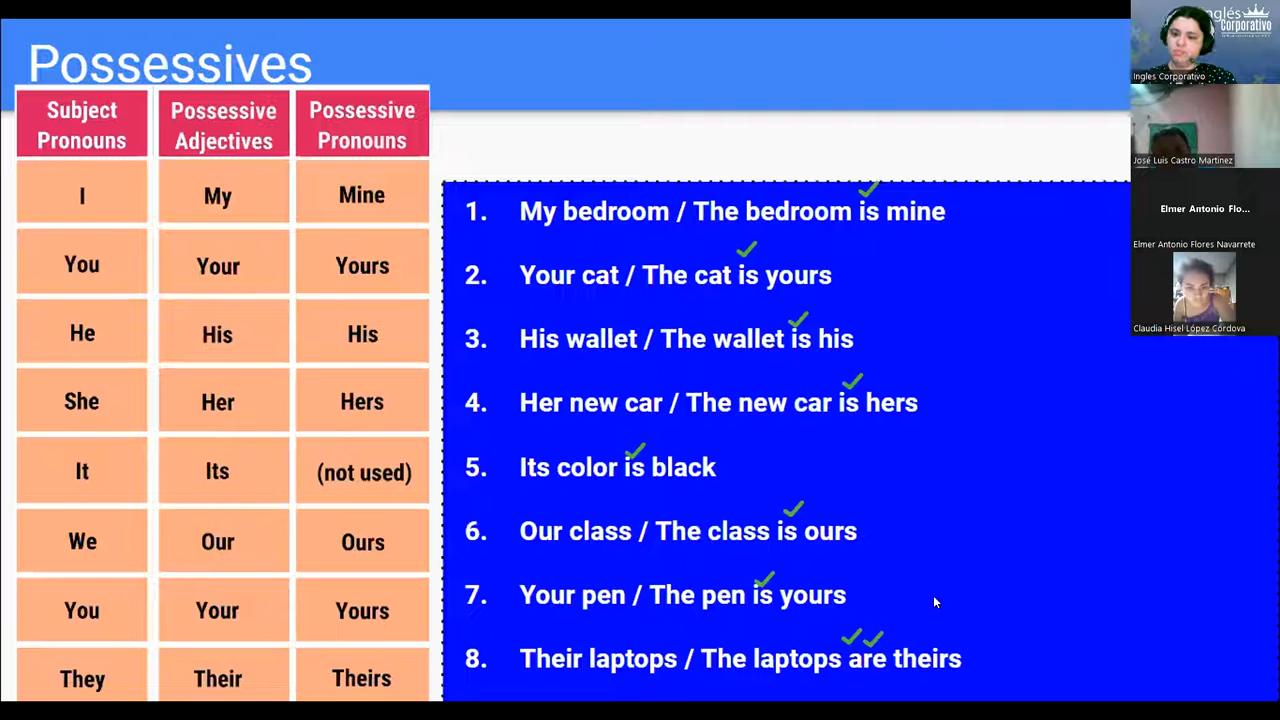 Possessives
Subject Pronouns
Possessive Adjectives
Possessive Pronouns
I
My
Mine
You
Your
Yours
He
His
His
She
Her
Hers
It
Its
(not used)
We
Our
Ours
You
Your
Yours
They
Their
Theirs
1. My bedroom / The bedroom is mine
2. Your cat / The cat is yours
3. His wallet / The wallet is his
4. Her new car / The new car is hers
5. Its color is black
6. Our class / The class is ours
7. Your pen / The pen is yours
8. Their laptops / The laptops are theirs
Inglés
Corporativo
Ingles Corporativo
José Luis Castro Martínez
Elmer Antonio Flo...
Elmer Antonio Flores Navarrete
Claudia Hisel López Córdova